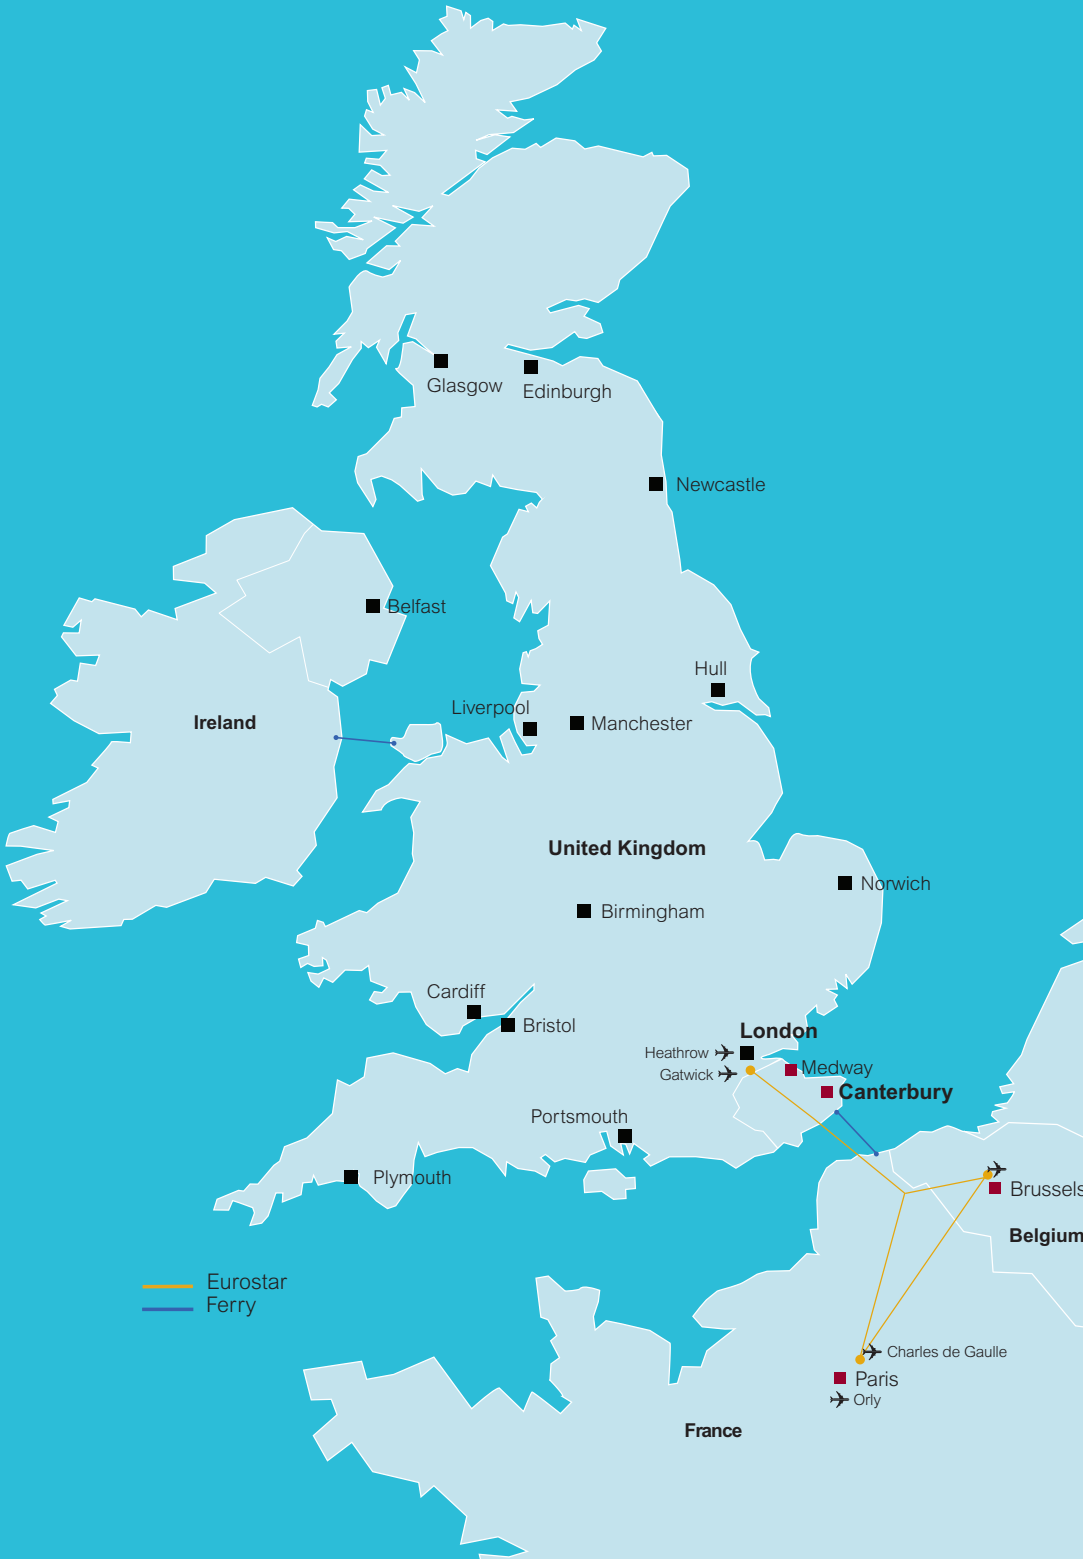 Glasgow
Edinburgh
Newcastle
Belfast
Hull
Liverpool
Ireland
Manchester
United Kingdom
Norwich
Birmingham
Cardiff
Bristol
London
Heathrow
Medway
Gatwick
Canterbury
Portsmouth
Plymouth
Brussels
Belgium
Eurostar
Ferry
Charles de Gaulle
Paris
Orly
France